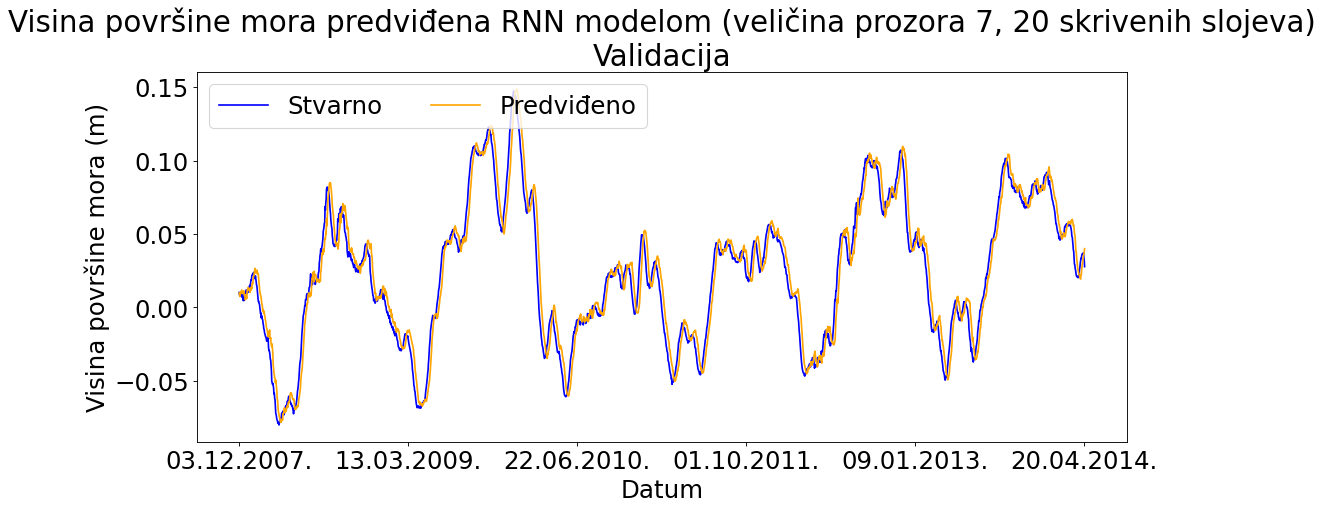 Visina površine mora predviđena RNN modelom (veličina prozora 7, 20 skrivenih slojeva)
Validacija
Stvarno Predviđeno
Visina površine mora (m)
0.15
0.10
0.05
0.00
−0.05
03.12.2007. 13.03.2009. 22.06.2010. 01.10.2011. 09.01.2013. 20.04.2014.
Datum